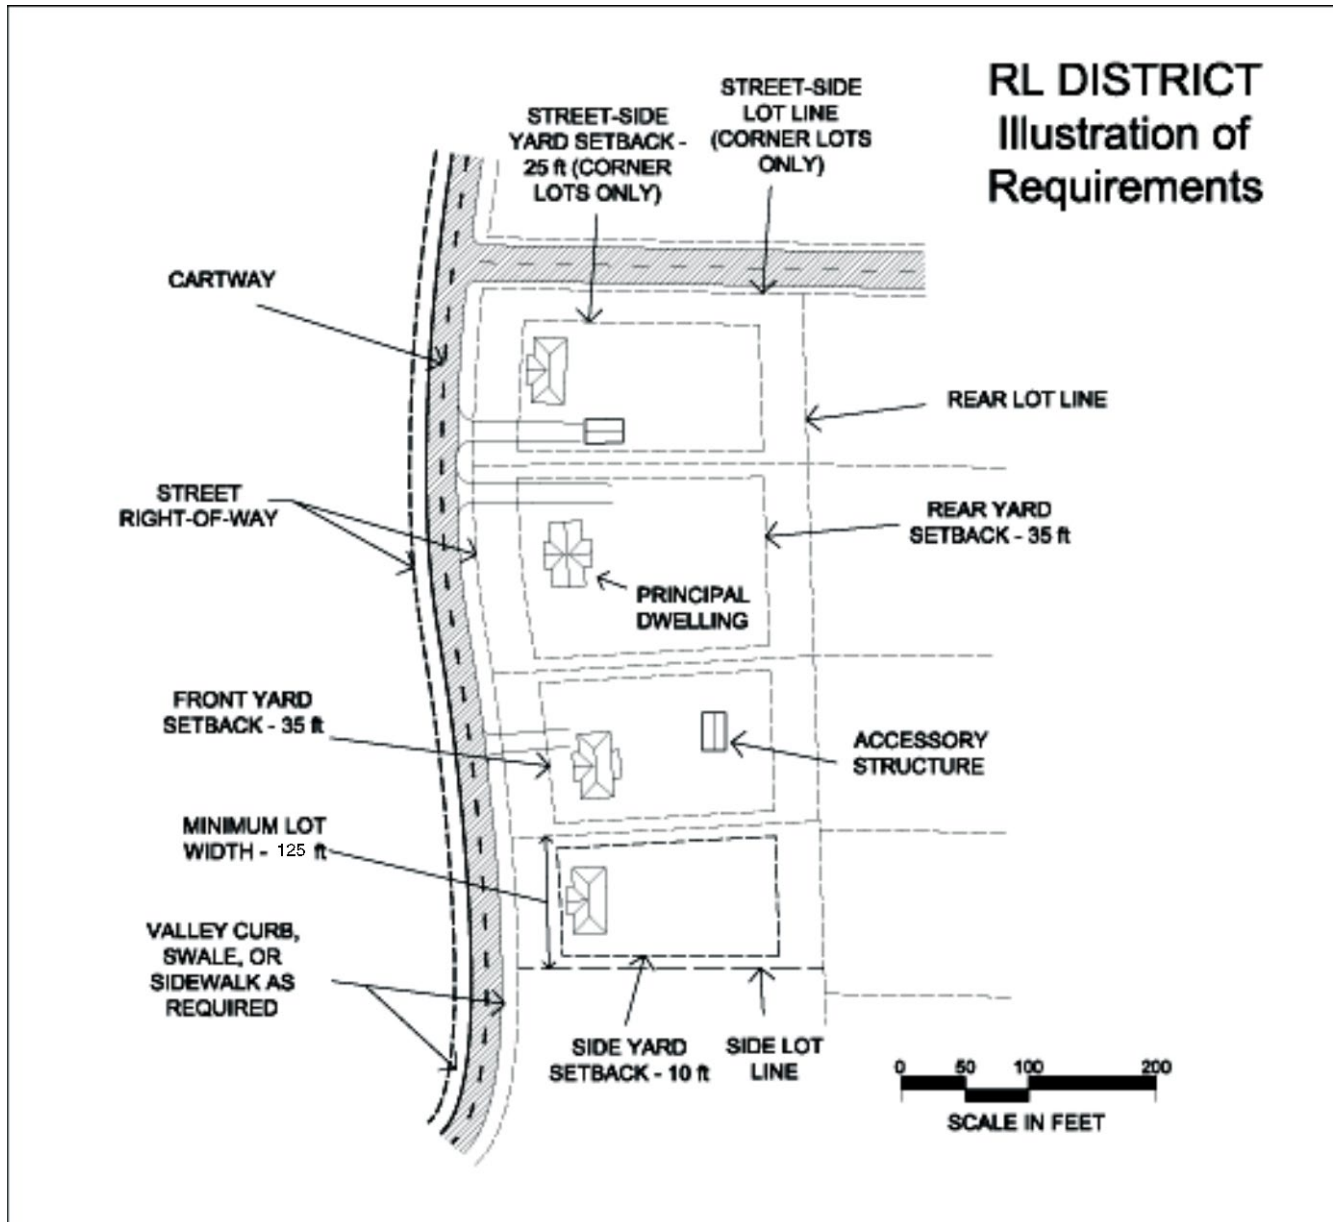 RL DISTRICT
Illustration of
Requirements
STREET-SIDE
LOT LINE
(CORNER LOTS
ONLY)
STREET-SIDE
YARD SETBACK -
25 ft (CORNER
LOTS ONLY)
CARTWAY
REAR LOT LINE
STREET
RIGHT-OF-WAY
REAR YARD
SETBACK - 35 ft
PRINCIPAL
DWELLING
FRONT YARD
SETBACK - 35 ft
ACCESSORY
STRUCTURE
MINIMUM LOT
WIDTH - 125 ft
VALLEY CURB,
SWALE, OR
SIDEWALK AS
REQUIRED
SIDE YARD
SETBACK - 10 ft
SIDE LOT
LINE
0 50 100 200
SCALE IN FEET